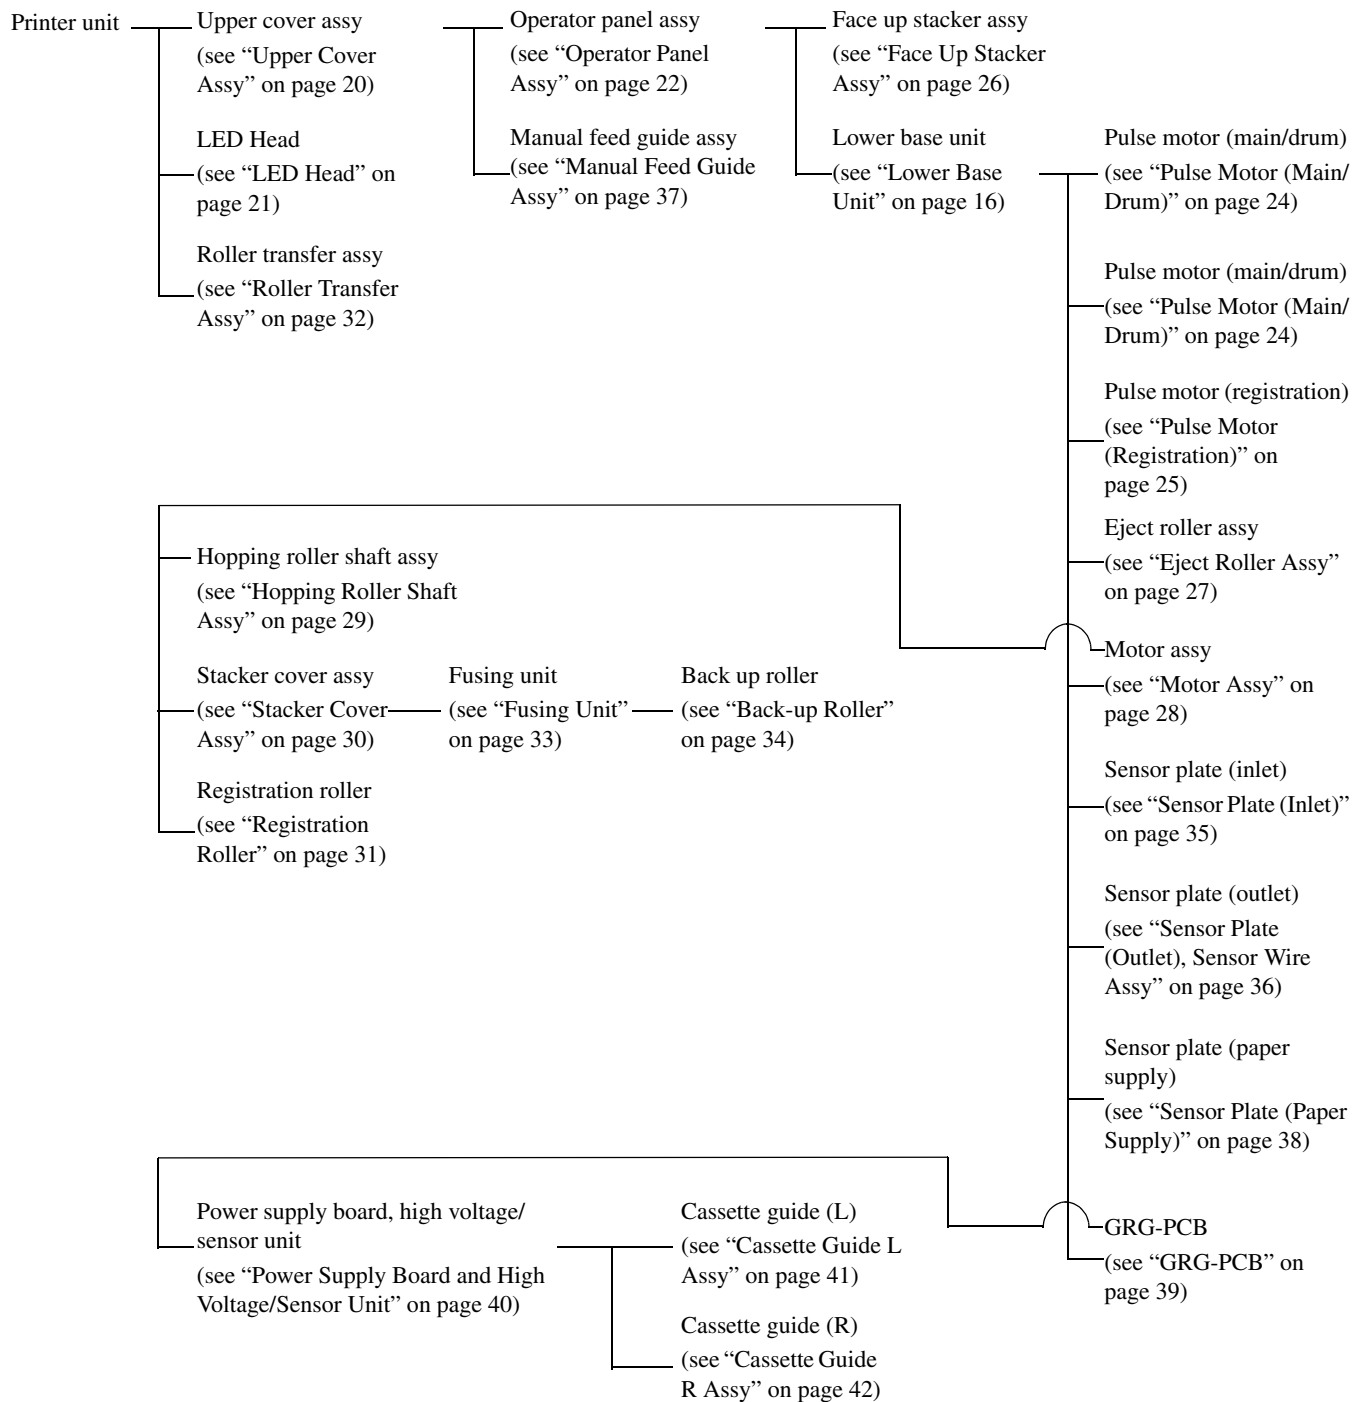 Printer unit
Upper cover assy
(see “Upper Cover
Assy” on page 20)
LED Head
(see “LED Head” on
page 21)
Roller transfer assy
(see “Roller Transfer
Assy” on page 32)
Operator panel assy
(see “Operator Panel
Assy” on page 22)
Manual feed guide assy
(see “Manual Feed Guide
Assy” on page 37)
Face up stacker assy
(see “Face Up Stacker
Assy” on page 26)
Lower base unit
(see “Lower Base
Unit” on page 16)
Pulse motor (main/drum)
(see “Pulse Motor (Main/
Drum)” on page 24)
Pulse motor (main/drum)
(see “Pulse Motor (Main/
Drum)” on page 24)
Pulse motor (registration)
(see “Pulse Motor
(Registration)” on
page 25)
Eject roller assy
(see “Eject Roller Assy”
on page 27)
Motor assy
(see “Motor Assy” on
page 28)
Sensor plate (inlet)
(see “Sensor Plate (Inlet)”
on page 35)
Sensor plate (outlet)
(see “Sensor Plate
(Outlet), Sensor Wire
Assy” on page 36)
Sensor plate (paper
supply)
(see “Sensor Plate (Paper
Supply)” on page 38)
GRG-PCB
(see “GRG-PCB” on
page 39)
Hopping roller shaft assy
(see “Hopping Roller Shaft
Assy” on page 29)
Stacker cover assy
(see “Stacker Cover
Assy” on page 30)
Fusing unit
(see “Fusing Unit”
on page 33)
Back up roller
(see “Back-up Roller”
on page 34)
Registration roller
(see “Registration
Roller” on page 31)
Power supply board, high voltage/
sensor unit
(see “Power Supply Board and High
Voltage/Sensor Unit” on page 40)
Cassette guide (L)
(see “Cassette Guide L
Assy” on page 41)
Cassette guide (R)
(see “Cassette Guide
R Assy” on page 42)